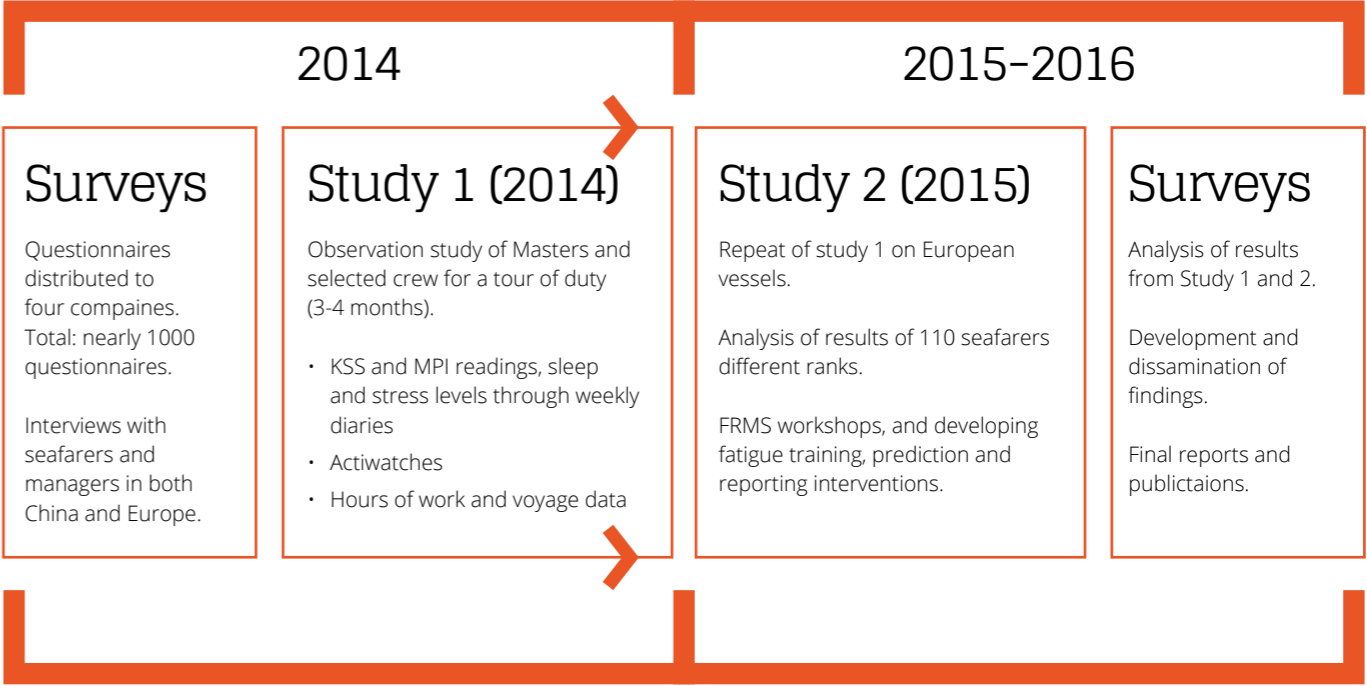 2014
2015–2016
Surveys
Questionnaires
distributed to
four compaines.
Total: nearly 1000
questionnaires.
Interviews with
seafarers and
managers in both
China and Europe.
Study 1 (2014)
Observation study of Masters and
selected crew for a tour of duty
(3-4 months).
• KSS and MPI readings, sleep
and stress levels through weekly
diaries
• Actiwatches
• Hours of work and voyage data
Study 2 (2015)
Repeat of study 1 on European
vessels.
Analysis of results of 110 seafarers
different ranks.
FRMS workshops, and developing
fatigue training, prediction and
reporting interventions.
Surveys
Analysis of results
from Study 1 and 2.
Development and
dissamination of
findings.
Final reports and
publictaions.